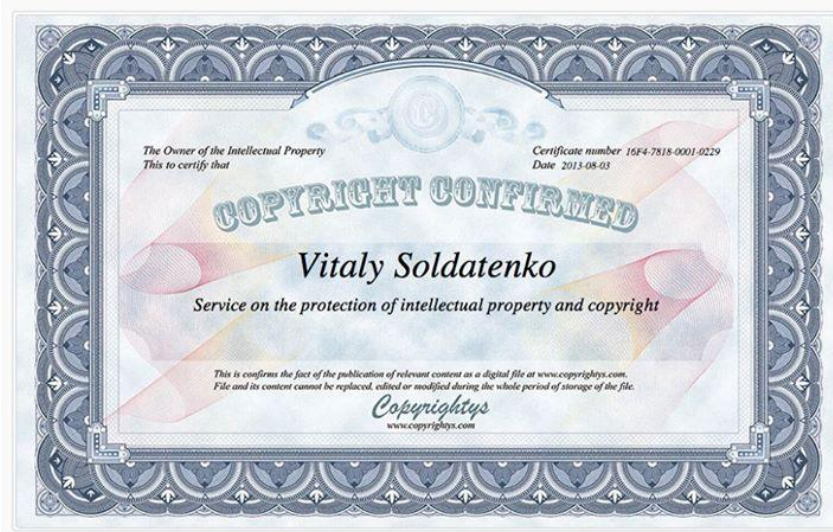 The Owner of the Intellectual Property
This to certify that
Certificate number 16F4-7818-0001-0229
Date 2013-08-03
COPYRIGHT CONFIRMED
Vitaly Soldatenko
Service on the protection of intellectual property and copyright
This is confirms the fact of the publication of relevant content as a digital file at www.copyrightys.com.
File and its content cannot be replaced, edited or modified during the whole period of storage of the file.
Copyrightys
www.copyrightys.com